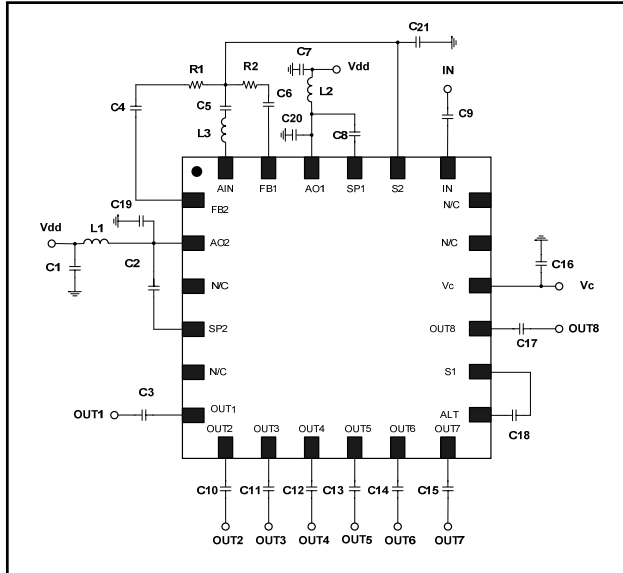 C21
C7
Vdd
R1
R2
IN
C4
C5
C6
L2
C9
L3
C20
C8
AIN
FB1
AO1
SP1
S2
IN
C19
FB2
N/C
Vdd
L1
AO2
N/C
C1
C2
C16
N/C
Vc
Vc
SP2
OUT8
OUT8
C17
N/C
S1
C3
OUT1
OUT1
ALT
C18
OUT2
OUT3
OUT4
OUT5
OUT6
OUT7
C10
C11
C12
C13
C14
C15
OUT2
OUT3
OUT4
OUT5
OUT6
OUT7